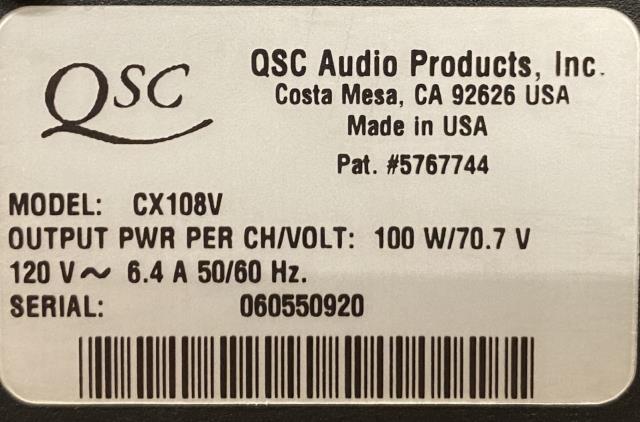 QSC
QSC Audio Products, Inc.
Costa Mesa, CA 92626 USA
Made in USA
Pat. #5767744
MODEL: CX108V
OUTPUT PWR PER CH/VOLT: 100 W/70.7 V
120 V ~ 6.4 A 50/60 Hz.
SERIAL: 060550920